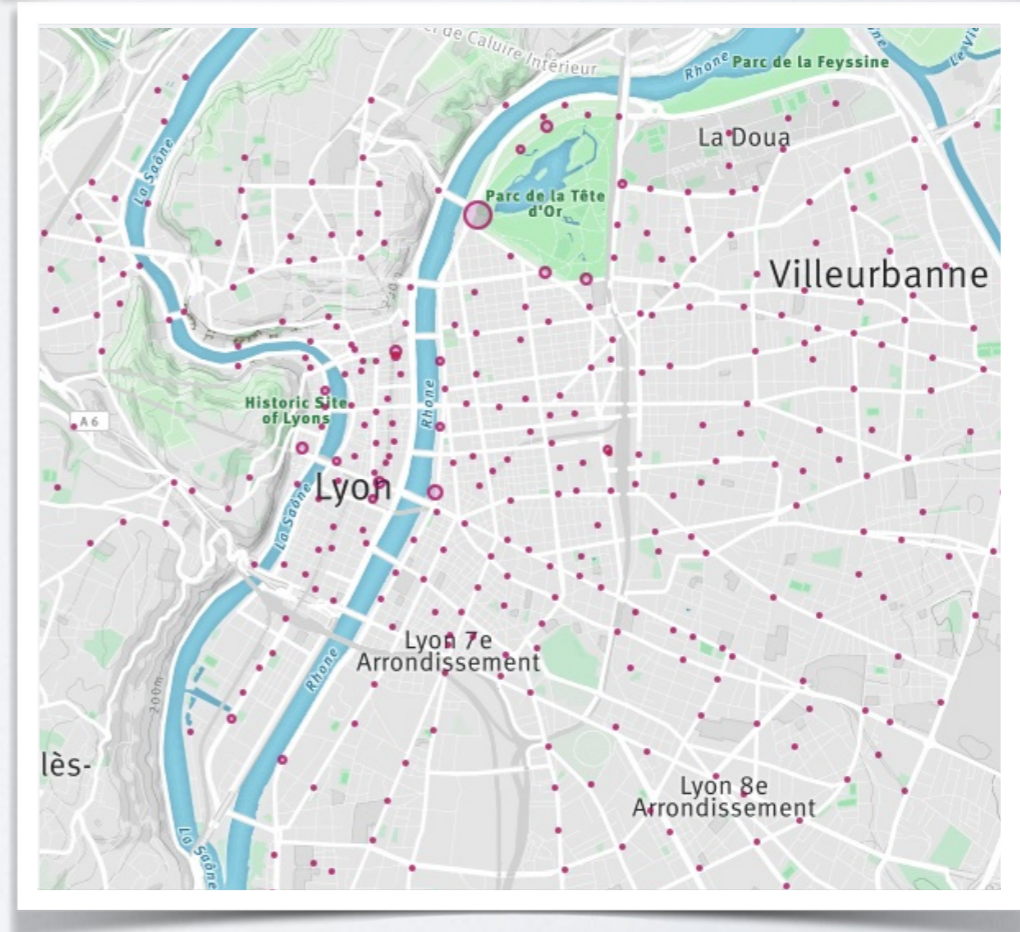 de Caluire Intérieur
Rhone
Parc de la Feyssine
La Doua
La Saône
Parc de la Tête
d'Or
Villeurbanne
200m
Rhone
Historic Site
of Lyons
A 6
Lyon
La Saône
Lyon 7e
Arrondissement
Rhone
200m
lès-
Lyon 8e
Arrondissement
La Saône